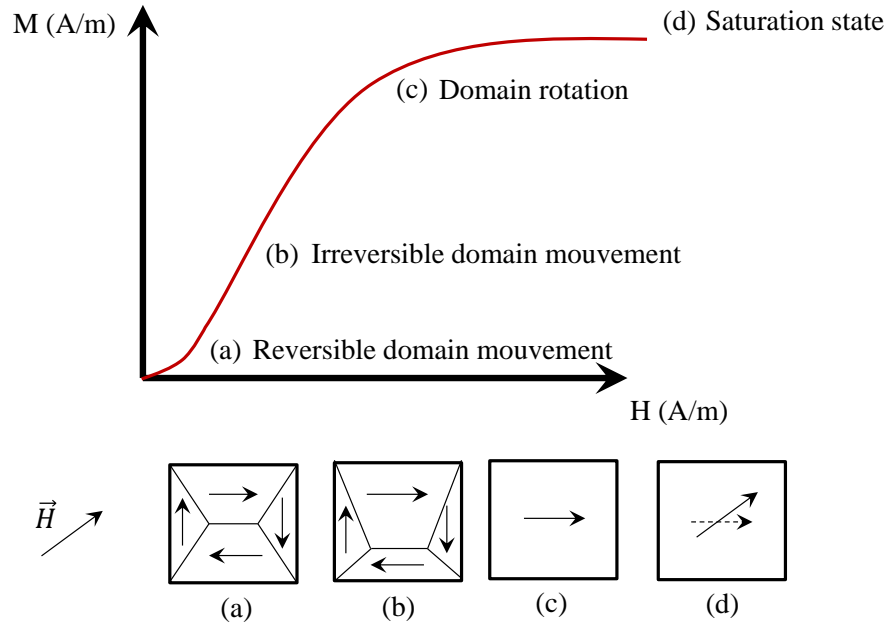 M (A/m)
(d) Saturation state
(c) Domain rotation
(b) Irreversible domain mouvement
(a) Reversible domain mouvement
H (A/m)
H⃗
(a)
(b)
(c)
(d)